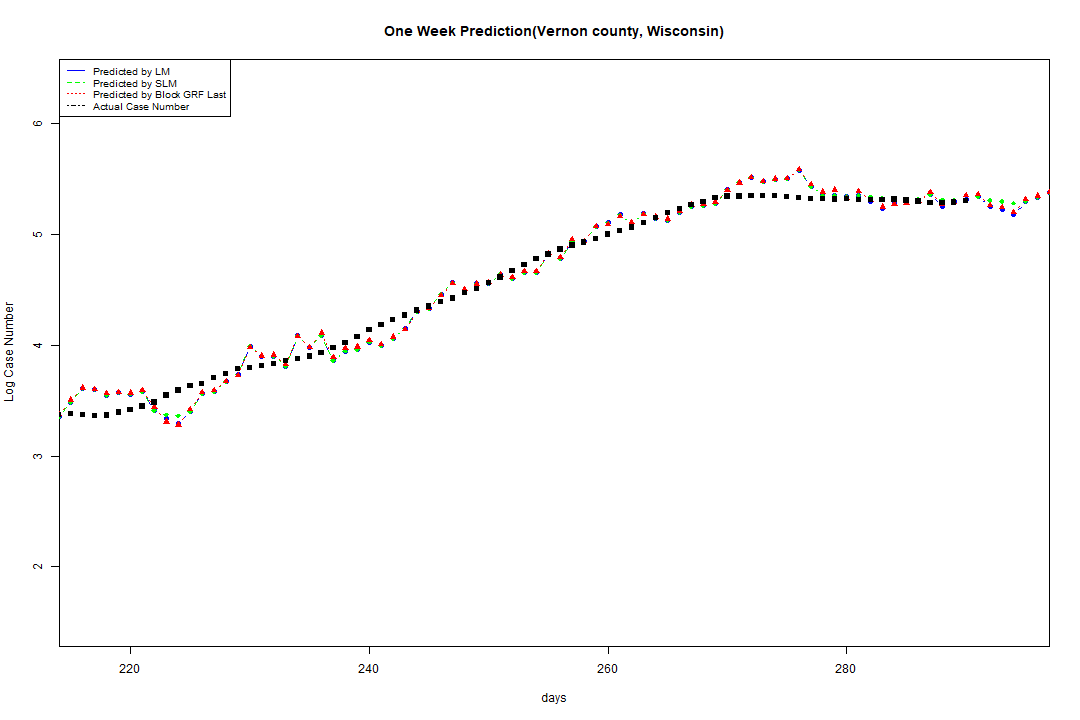 One Week Prediction(Vernon county, Wisconsin)
Predicted by LM
Predicted by SLM
Predicted by Block GRF Last
Actual Case Number
6
5
4
3
2
Log Case Number
220 240 260 280
days